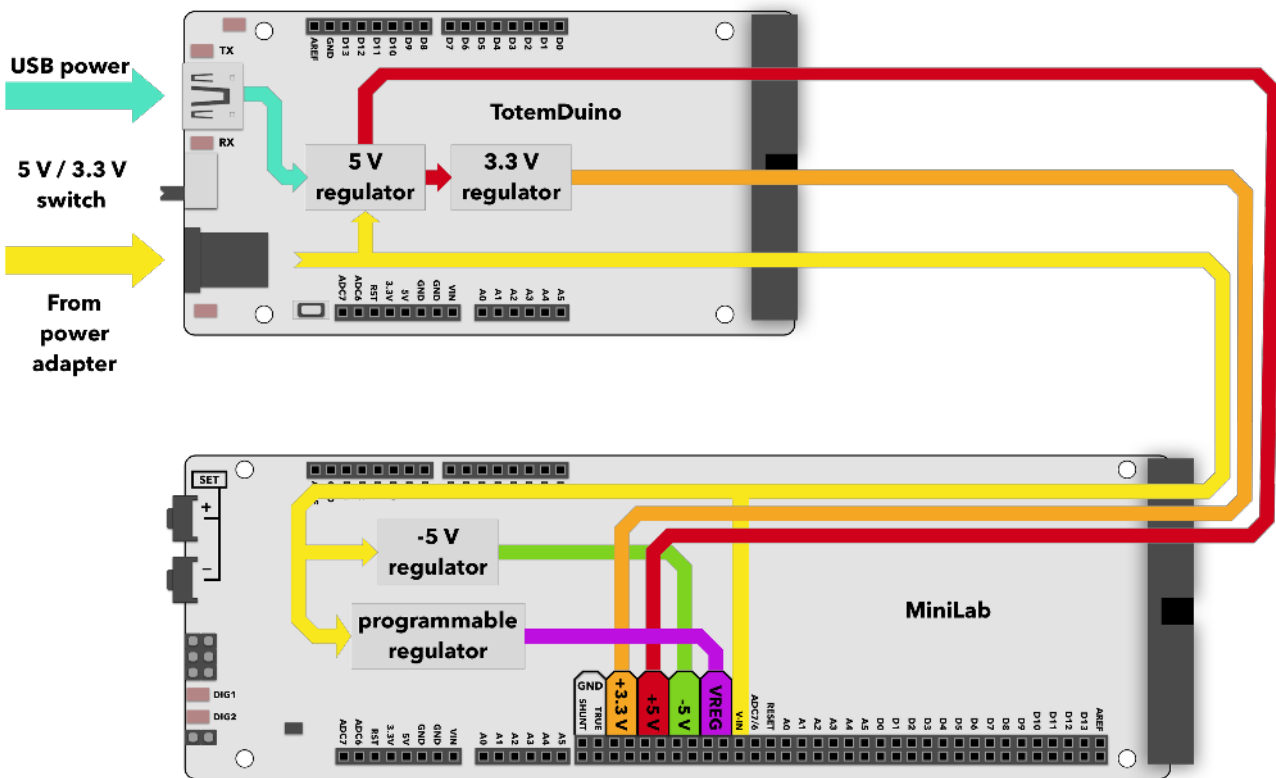 AREF GND D13 D12 D11 D10 D9 D8
D7 D6 D5 D4 D3 D2 D1 D0
TX
USB power
TotemDuino
RX
5 V / 3.3 V
switch
5 V
regulator
3.3 V
regulator
From
power
adapter
ADC7 ADC6 RST 3.3V 5V GND GND VIN
A0 A1 A2 A3 A4 A5
SET
+
−
-5 V
regulator
programmable
regulator
MiniLab
DIG1
DIG2
GND
SHUNT TRUE
+3.3 V
+5 V
-5 V
VREG
V-IN
ADC7/6 RESET A0 A1 A2 A3 A4 A5 D0 D1 D2 D3 D4 D5 D6 D7 D8 D9 D10 D11 D12 D13 AREF
ADC7 ADC6 RST 3.3V 5V GND GND VIN
A0 A1 A2 A3 A4 A5